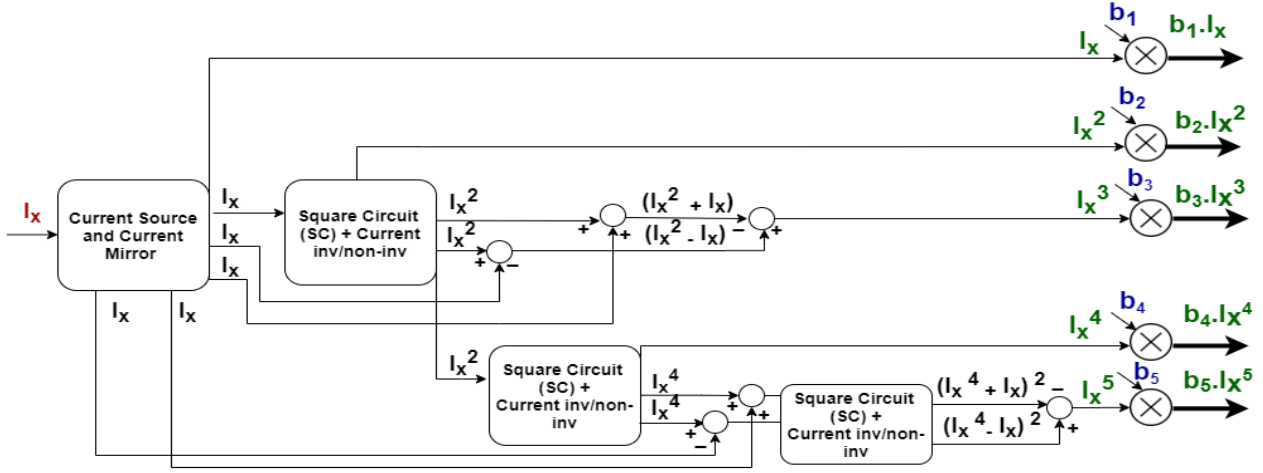 b₁
Iₓ
b₁.Iₓ
b₂
Iₓ²
b₂.Iₓ²
b₃
Iₓ³
b₃.Iₓ³
Iₓ
Current Source
and Current
Mirror
Iₓ
Iₓ
Iₓ
Iₓ
Iₓ
Square Circuit
(SC) + Current
inv/non-inv
Iₓ²
Iₓ²
+
+
+
−
(Iₓ² + Iₓ)
(Iₓ² - Iₓ)
−
+
Iₓ²
Square Circuit
(SC) +
Current inv/non-
inv
b₄
Iₓ⁴
b₄.Iₓ⁴
Iₓ⁴
Iₓ⁴
+
+
+
−
Square Circuit
(SC) +
Current inv/non-
inv
(Iₓ⁴ + Iₓ) ²
(Iₓ⁴ - Iₓ) ²
−
+
b₅
Iₓ⁵
b₅.Iₓ⁵